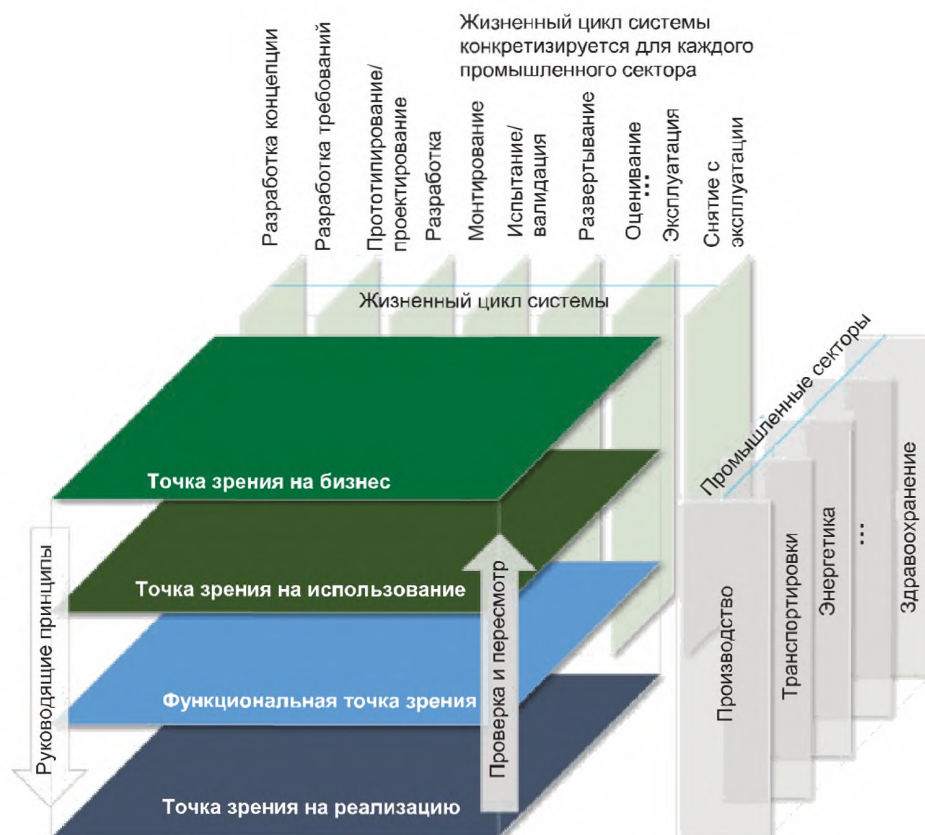 Жизненный цикл системы
конкретизируется для каждого
промышленного сектора
Разработка концепции
Разработка требований
Прототипирование/
проектирование
Разработка
Монтирование
Испытание/
валидация
Развертывание
Оценивание
...
Эксплуатация
Снятие с
эксплуатации
Жизненный цикл системы
Промышленные секторы
Точка зрения на бизнес
Точка зрения на использование
Функциональная точка зрения
Точка зрения на реализацию
Руководящие принципы
Проверка и пересмотр
Производство
Транспортировки
Энергетика
...
Здравоохранение